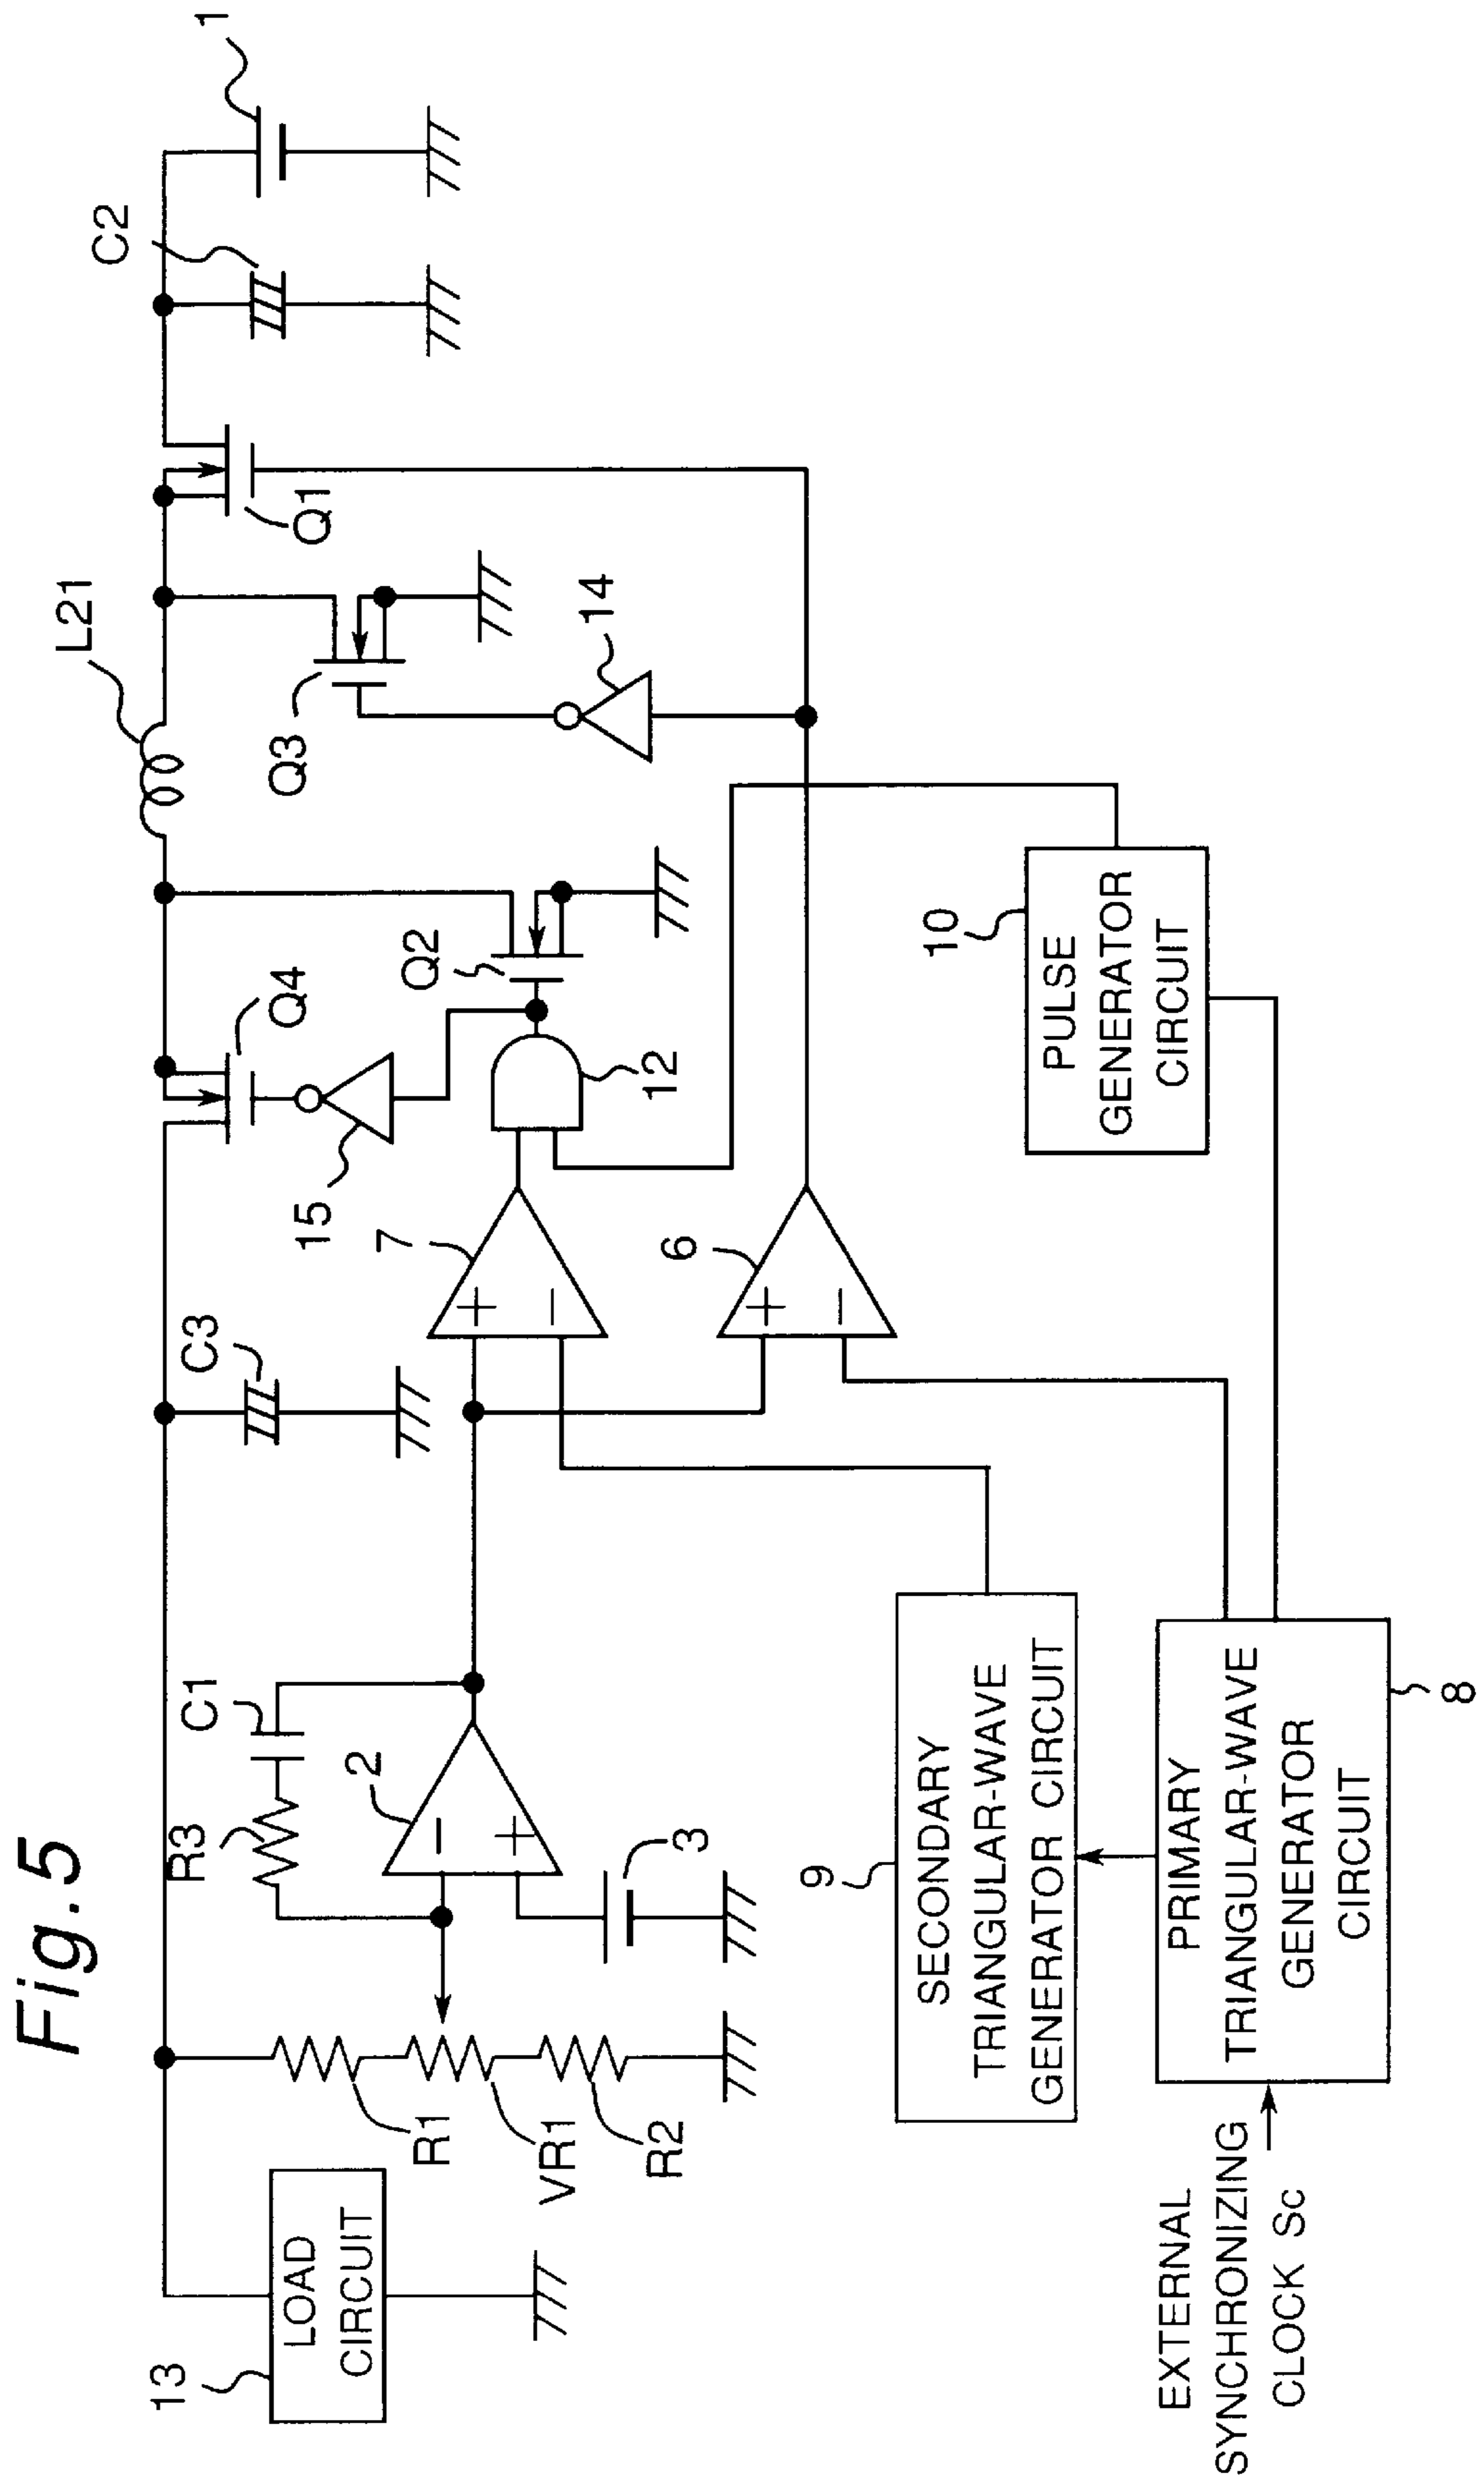 Fig.5
13
LOAD
CIRCUIT
R1
VR1
R2
R3
C1
2
3
C3
7
6
15
12
Q4
Q2
L21
Q3
14
Q1
C2
1
9
SECONDARY
TRIANGULAR-WAVE
GENERATOR CIRCUIT
10
PULSE
GENERATOR
CIRCUIT
PRIMARY
TRIANGULAR-WAVE
GENERATOR
CIRCUIT
8
EXTERNAL
SYNCHRONIZING
CLOCK Sc